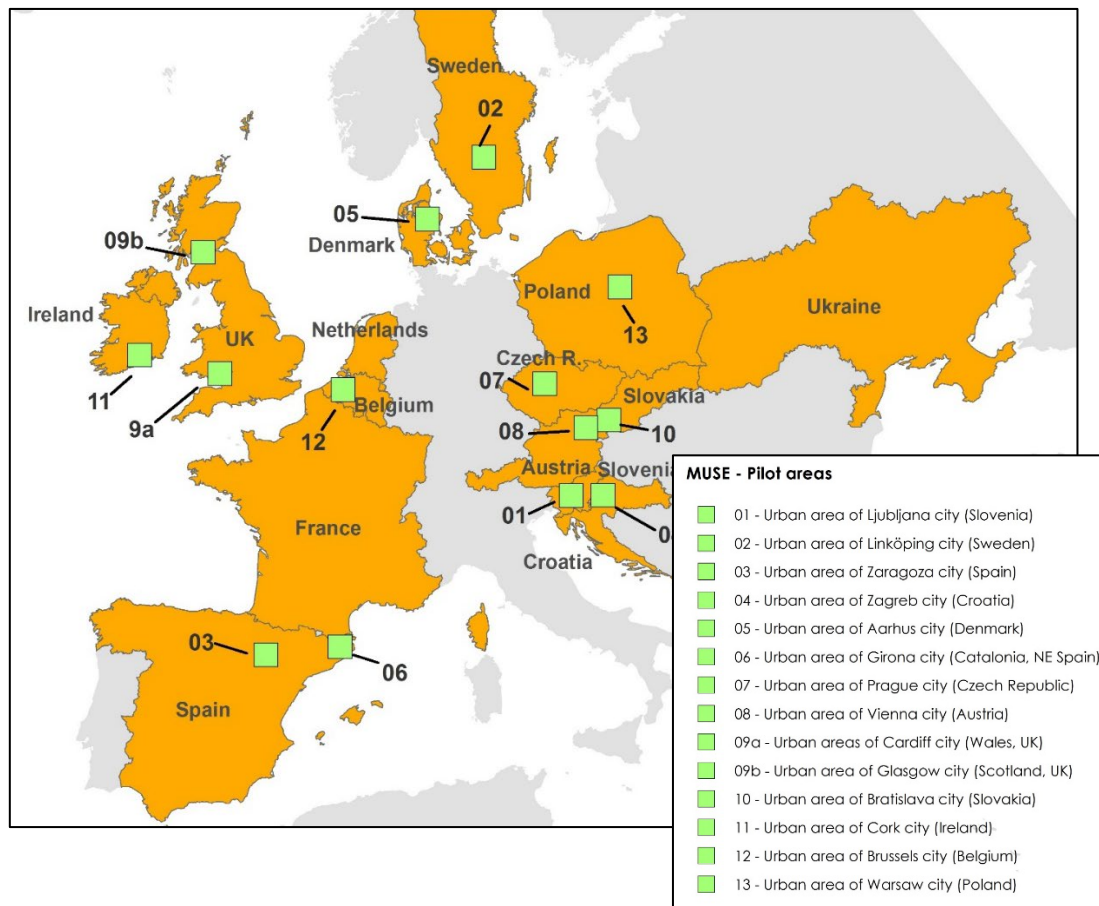 Sweden
02
05
Denmark
09b
Ireland
UK
Netherlands
Poland
13
Ukraine
11
9a
12
Belgium
Czech R.
07
Slovakia
08
10
Austria
Slovenia
01
Croatia
France
03
06
Spain
MUSE - Pilot areas
01 - Urban area of Ljubljana city (Slovenia)
02 - Urban area of Linköping city (Sweden)
03 - Urban area of Zaragoza city (Spain)
04 - Urban area of Zagreb city (Croatia)
05 - Urban area of Aarhus city (Denmark)
06 - Urban area of Girona city (Catalonia, NE Spain)
07 - Urban area of Prague city (Czech Republic)
08 - Urban area of Vienna city (Austria)
09a - Urban areas of Cardiff city (Wales, UK)
09b - Urban area of Glasgow city (Scotland, UK)
10 - Urban area of Bratislava city (Slovakia)
11 - Urban area of Cork city (Ireland)
12 - Urban area of Brussels city (Belgium)
13 - Urban area of Warsaw city (Poland)